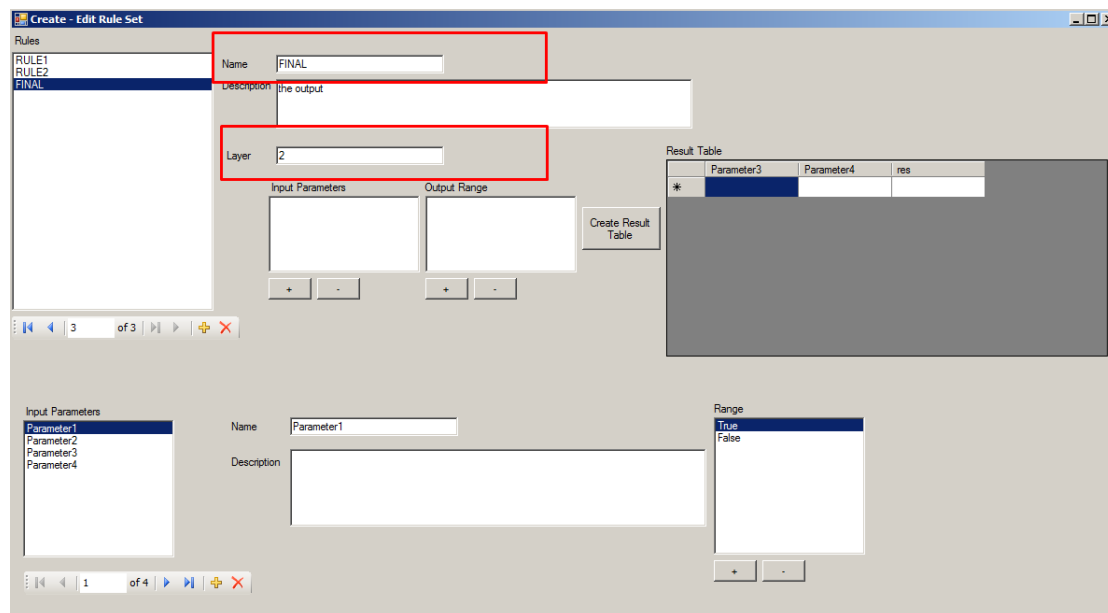 Create - Edit Rule Set
Rules
RULE1
RULE2
FINAL
Name FINAL
Description the output
Layer 2
Input Parameters Output Range
+ - + -
Create Result
Table
Result Table
Parameter3 Parameter4 res
3 of 3
Input Parameters
Parameter1
Parameter2
Parameter3
Parameter4
Name Parameter1
Description
Range
True
False
+ -
1 of 4